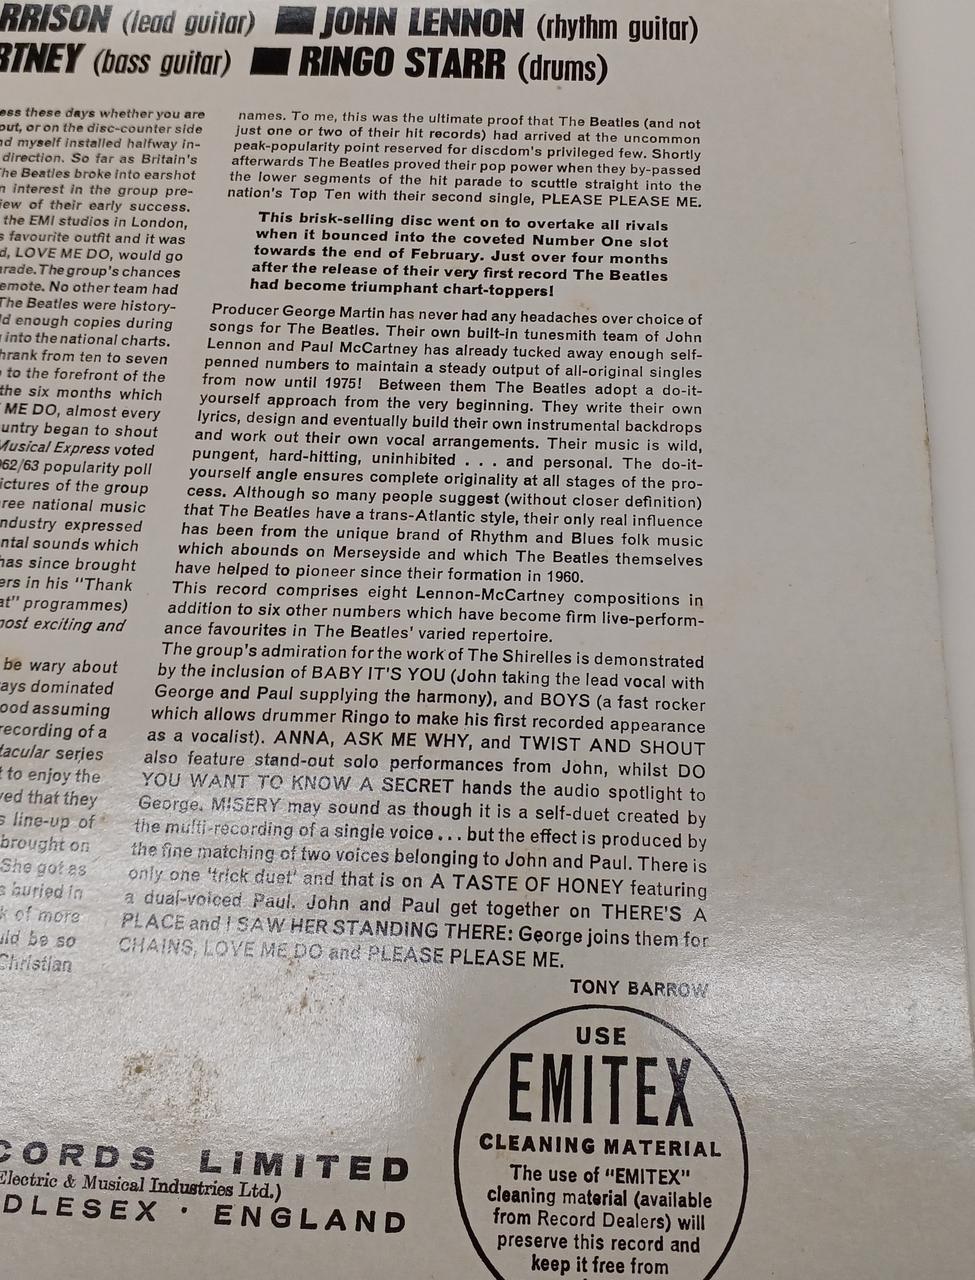 RRISON (lead guitar) ■ JOHN LENNON (rhythm guitar)
RTNEY (bass guitar) ■ RINGO STARR (drums)
ess these days whether you are
out, or on the disc-counter side
nd myself installed halfway in-
direction. So far as Britain's
The Beatles broke into earshot
n interest in the group pre-
iew of their early success.
the EMI studios in London,
s favourite outfit and it was
d, LOVE ME DO, would go
arade. The group's chances
emote. No other team had
The Beatles were history-
ld enough copies during
into the national charts.
hrank from ten to seven
to the forefront of the
the six months which
ME DO, almost every
untry began to shout
Musical Express voted
962/63 popularity poll
ictures of the group
ree national music
ndustry expressed
ntal sounds which
has since brought
ers in his "Thank
at" programmes)
most exciting and
be wary about
ays dominated
ood assuming
recording of a
tacular series
t to enjoy the
ved that they
s line-up of
brought on
She got as
s buried in
k of more
uld be so
Christian
names. To me, this was the ultimate proof that The Beatles (and not
just one or two of their hit records) had arrived at the uncommon
peak-popularity point reserved for discdom's privileged few. Shortly
afterwards The Beatles proved their pop power when they by-passed
the lower segments of the hit parade to scuttle straight into the
nation's Top Ten with their second single, PLEASE PLEASE ME.
This brisk-selling disc went on to overtake all rivals
when it bounced into the coveted Number One slot
towards the end of February. Just over four months
after the release of their very first record The Beatles
had become triumphant chart-toppers!
Producer George Martin has never had any headaches over choice of
songs for The Beatles. Their own built-in tunesmith team of John
Lennon and Paul McCartney has already tucked away enough self-
penned numbers to maintain a steady output of all-original singles
from now until 1975! Between them The Beatles adopt a do-it-
yourself approach from the very beginning. They write their own
lyrics, design and eventually build their own instrumental backdrops
and work out their own vocal arrangements. Their music is wild,
pungent, hard-hitting, uninhibited . . . and personal. The do-it-
yourself angle ensures complete originality at all stages of the pro-
cess. Although so many people suggest (without closer definition)
that The Beatles have a trans-Atlantic style, their only real influence
has been from the unique brand of Rhythm and Blues folk music
which abounds on Merseyside and which The Beatles themselves
have helped to pioneer since their formation in 1960.
This record comprises eight Lennon-McCartney compositions in
addition to six other numbers which have become firm live-perform-
ance favourites in The Beatles' varied repertoire.
The group's admiration for the work of The Shirelles is demonstrated
by the inclusion of BABY IT'S YOU (John taking the lead vocal with
George and Paul supplying the harmony), and BOYS (a fast rocker
which allows drummer Ringo to make his first recorded appearance
as a vocalist). ANNA, ASK ME WHY, and TWIST AND SHOUT
also feature stand-out solo performances from John, whilst DO
YOU WANT TO KNOW A SECRET hands the audio spotlight to
George. MISERY may sound as though it is a self-duet created by
the multi-recording of a single voice . . . but the effect is produced by
the fine matching of two voices belonging to John and Paul. There is
only one 'trick duet' and that is on A TASTE OF HONEY featuring
a dual-voiced Paul. John and Paul get together on THERE'S A
PLACE and I SAW HER STANDING THERE: George joins them for
CHAINS, LOVE ME DO and PLEASE PLEASE ME.
TONY BARROW
CORDS LIMITED
Electric & Musical Industries Ltd.)
DLESEX · ENGLAND
USE
EMITEX
CLEANING MATERIAL
The use of "EMITEX"
cleaning material (available
from Record Dealers) will
preserve this record and
keep it free from